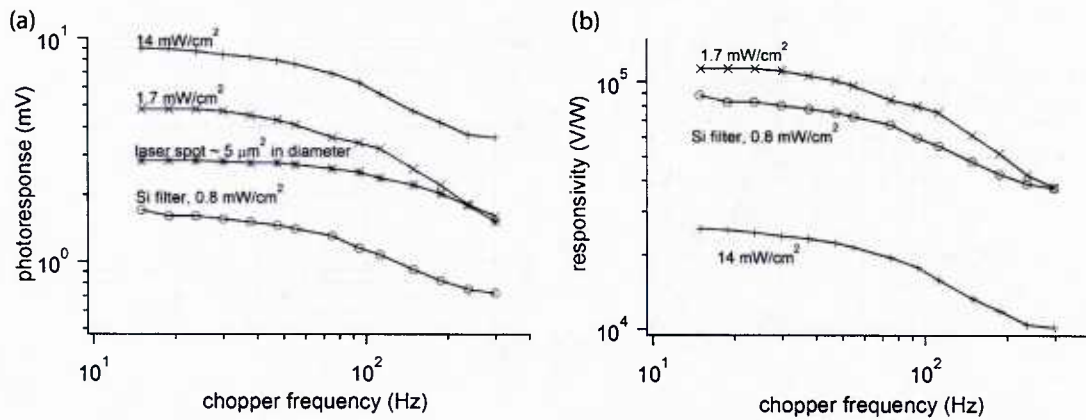 (a)
photoresponse (mV)
10¹
10⁰
14 mW/cm²
1.7 mW/cm²
laser spot ~ 5 μm² in diameter
Si filter, 0.8 mW/cm²
10¹
10²
chopper frequency (Hz)
(b)
responsivity (V/W)
10⁵
10⁴
1.7 mW/cm²
Si filter, 0.8 mW/cm²
14 mW/cm²
10¹
10²
chopper frequency (Hz)